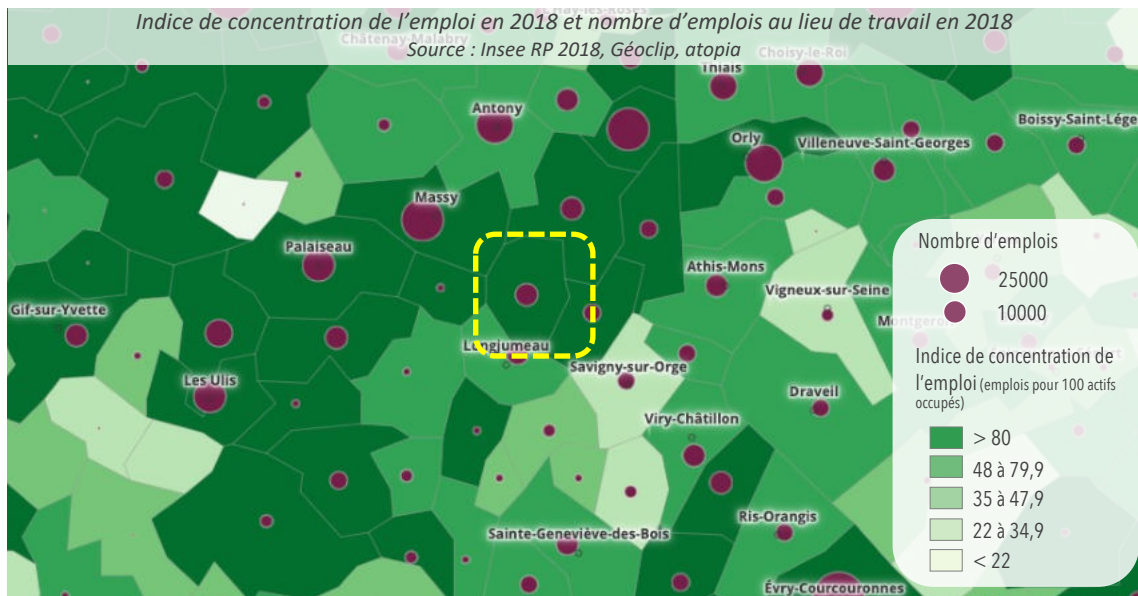 Indice de concentration de l'emploi en 2018 et nombre d'emplois au lieu de travail en 2018
Source : Insee RP 2018, Géoclip, atopia
Châtenay-Malabry
Choisy-le-Roi
Thiais
Antony
Orly
Villeneuve-Saint-Georges
Boissy-Saint-Lége
Massy
Palaiseau
Athis-Mons
Vigneux-sur-Seine
Gif-sur-Yvette
Longjumeau
Savigny-sur-Orge
Les Ulis
Draveil
Viry-Châtillon
Ris-Orangis
Sainte-Geneviève-des-Bois
Évry-Courcouronnes
Montgeron
Nombre d'emplois
25000
10000
Indice de concentration de
l'emploi (emplois pour 100 actifs
occupés)
> 80
48 à 79,9
35 à 47,9
22 à 34,9
< 22